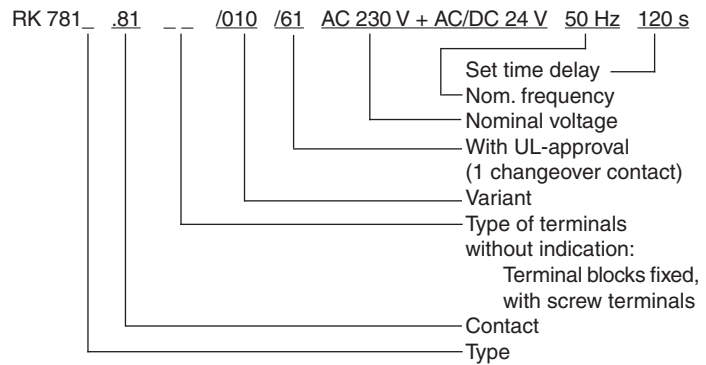 RK 781_ .81 _ _ /010 /61 AC 230 V + AC/DC 24 V 50 Hz 120 s
Set time delay
Nom. frequency
Nominal voltage
With UL-approval
(1 changeover contact)
Variant
Type of terminals
without indication:
Terminal blocks fixed,
with screw terminals
Contact
Type